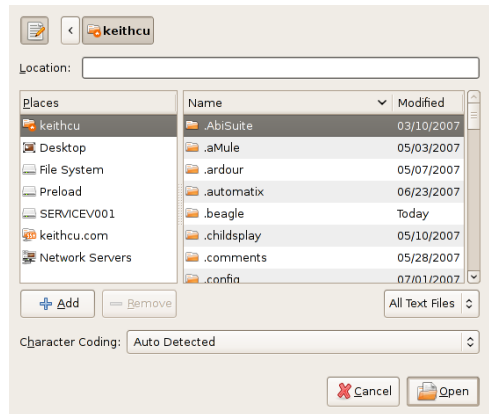 keithcu
Location:
Places
Name Modified
keithcu
Desktop
File System
Preload
SERVICEV001
keithcu.com
Network Servers
.AbiSuite 03/10/2007
.aMule 05/03/2007
.ardour 05/07/2007
.automatix 06/23/2007
.beagle Today
.childsplay 05/10/2007
.comments 05/28/2007
.config 07/01/2007
Add
Remove
All Text Files
Character Coding: Auto Detected
Cancel
Open